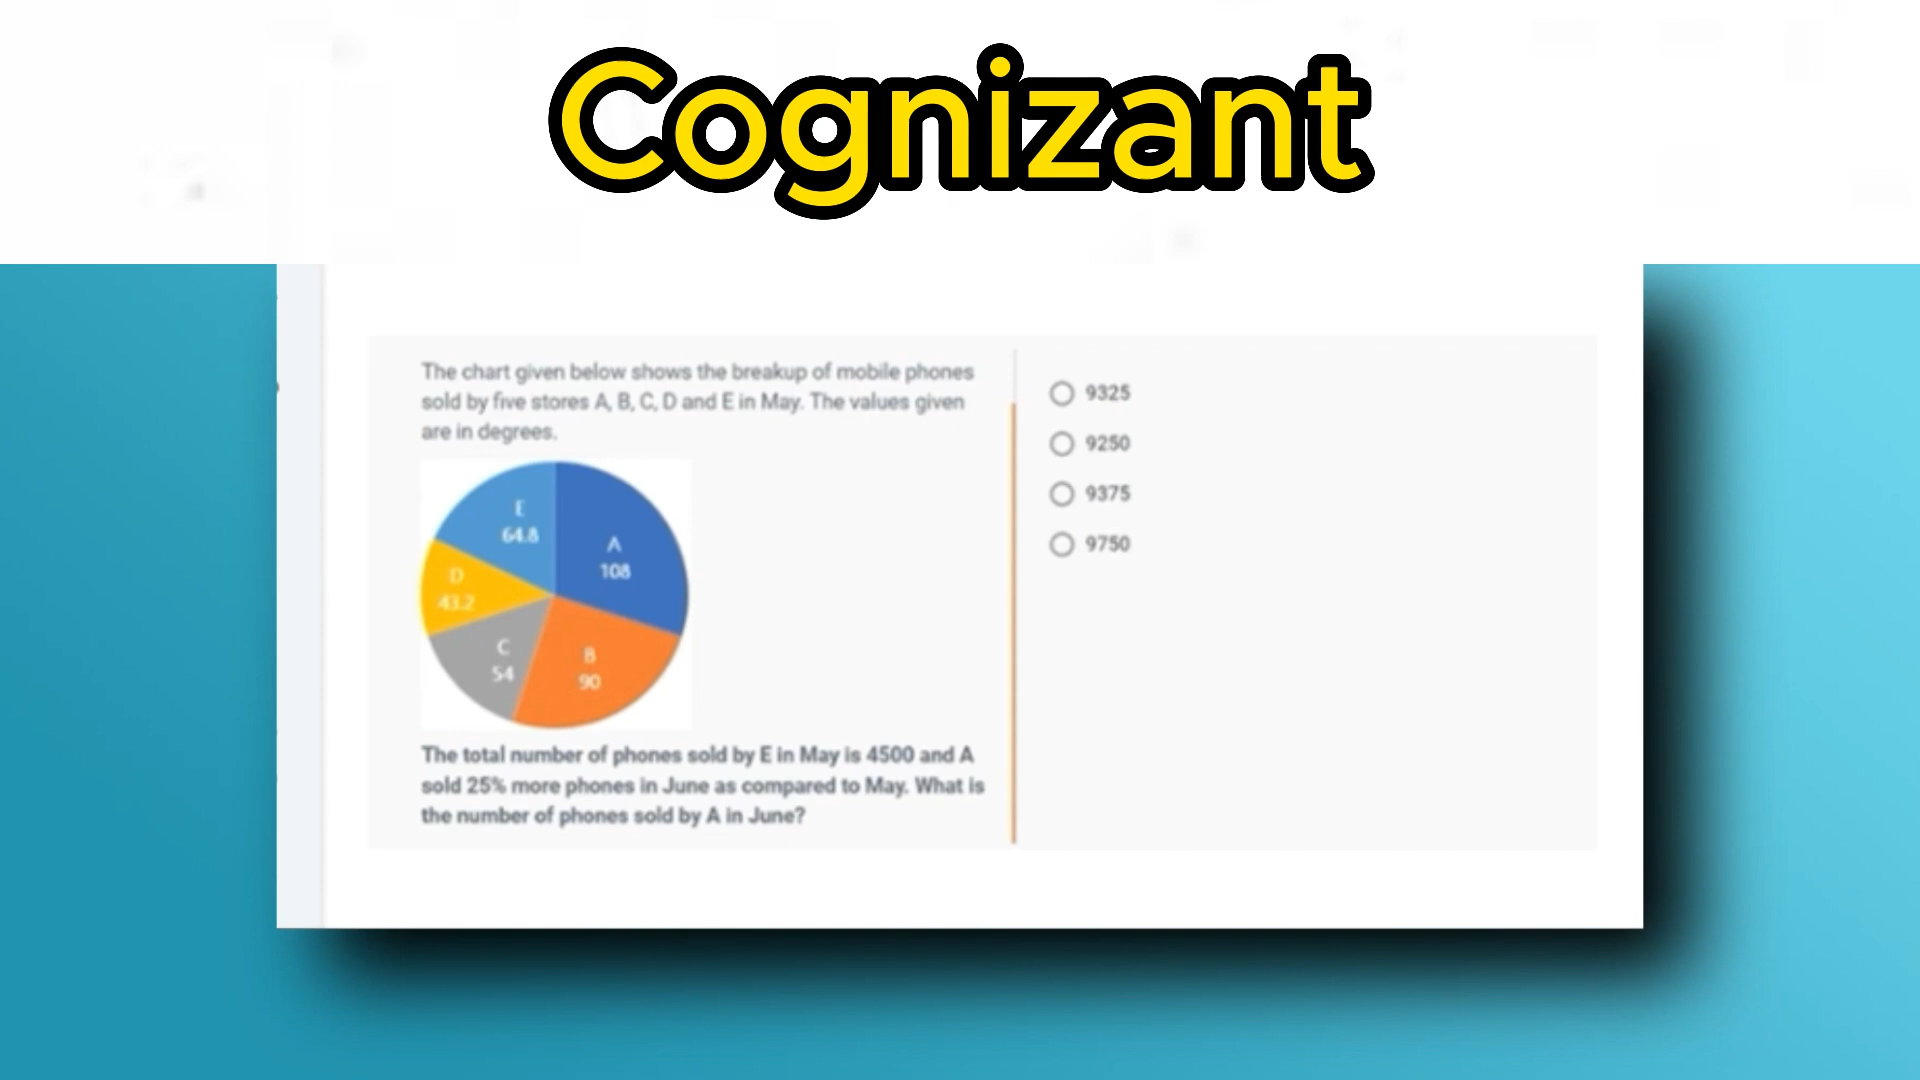 Cognizant
The chart given below shows the breakup of mobile phones
sold by five stores A, B, C, D and E in May. The values given
are in degrees.
E
64.8
A
108
D
43.2
C
54
B
90
The total number of phones sold by E in May is 4500 and A
sold 25% more phones in June as compared to May. What is
the number of phones sold by A in June?
9325
9250
9375
9750